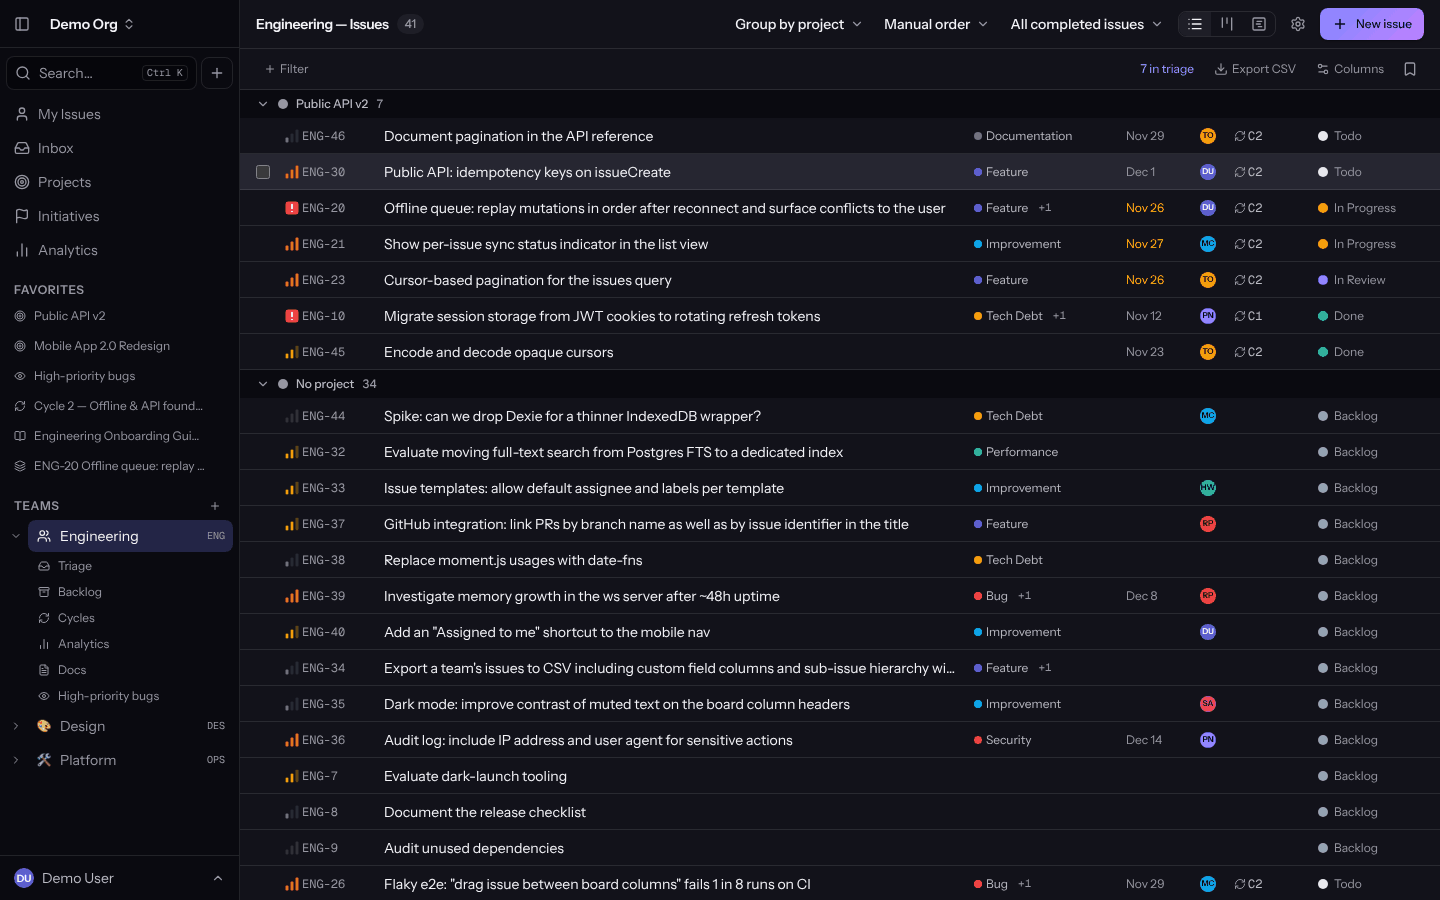 Demo Org
Search...
Ctrl K
My Issues
Inbox
Projects
Initiatives
Analytics
FAVORITES
Public API v2
Mobile App 2.0 Redesign
High-priority bugs
Cycle 2 — Offline & API found...
Engineering Onboarding Gui...
ENG-20 Offline queue: replay ...
TEAMS
Engineering ENG
Triage
Backlog
Cycles
Analytics
Docs
High-priority bugs
Design DES
Platform OPS
DU Demo User
Engineering — Issues 41
Group by project
Manual order
All completed issues
New issue
Filter
7 in triage
Export CSV
Columns
Public API v2 7
ENG-46 Document pagination in the API reference Documentation Nov 29 TO C2 Todo
ENG-30 Public API: idempotency keys on issueCreate Feature Dec 1 DU C2 Todo
ENG-20 Offline queue: replay mutations in order after reconnect and surface conflicts to the user Feature +1 Nov 26 DU C2 In Progress
ENG-21 Show per-issue sync status indicator in the list view Improvement Nov 27 MC C2 In Progress
ENG-23 Cursor-based pagination for the issues query Feature Nov 26 TO C2 In Review
ENG-10 Migrate session storage from JWT cookies to rotating refresh tokens Tech Debt +1 Nov 12 PN C1 Done
ENG-45 Encode and decode opaque cursors Nov 23 TO C2 Done
No project 34
ENG-44 Spike: can we drop Dexie for a thinner IndexedDB wrapper? Tech Debt MC Backlog
ENG-32 Evaluate moving full-text search from Postgres FTS to a dedicated index Performance Backlog
ENG-33 Issue templates: allow default assignee and labels per template Improvement HW Backlog
ENG-37 GitHub integration: link PRs by branch name as well as by issue identifier in the title Feature RP Backlog
ENG-38 Replace moment.js usages with date-fns Tech Debt Backlog
ENG-39 Investigate memory growth in the ws server after ~48h uptime Bug +1 Dec 8 RP Backlog
ENG-40 Add an "Assigned to me" shortcut to the mobile nav Improvement DU Backlog
ENG-34 Export a team's issues to CSV including custom field columns and sub-issue hierarchy wi... Feature +1 Backlog
ENG-35 Dark mode: improve contrast of muted text on the board column headers Improvement SA Backlog
ENG-36 Audit log: include IP address and user agent for sensitive actions Security Dec 14 PN Backlog
ENG-7 Evaluate dark-launch tooling Backlog
ENG-8 Document the release checklist Backlog
ENG-9 Audit unused dependencies Backlog
ENG-26 Flaky e2e: "drag issue between board columns" fails 1 in 8 runs on CI Bug +1 Nov 29 MC C2 Todo